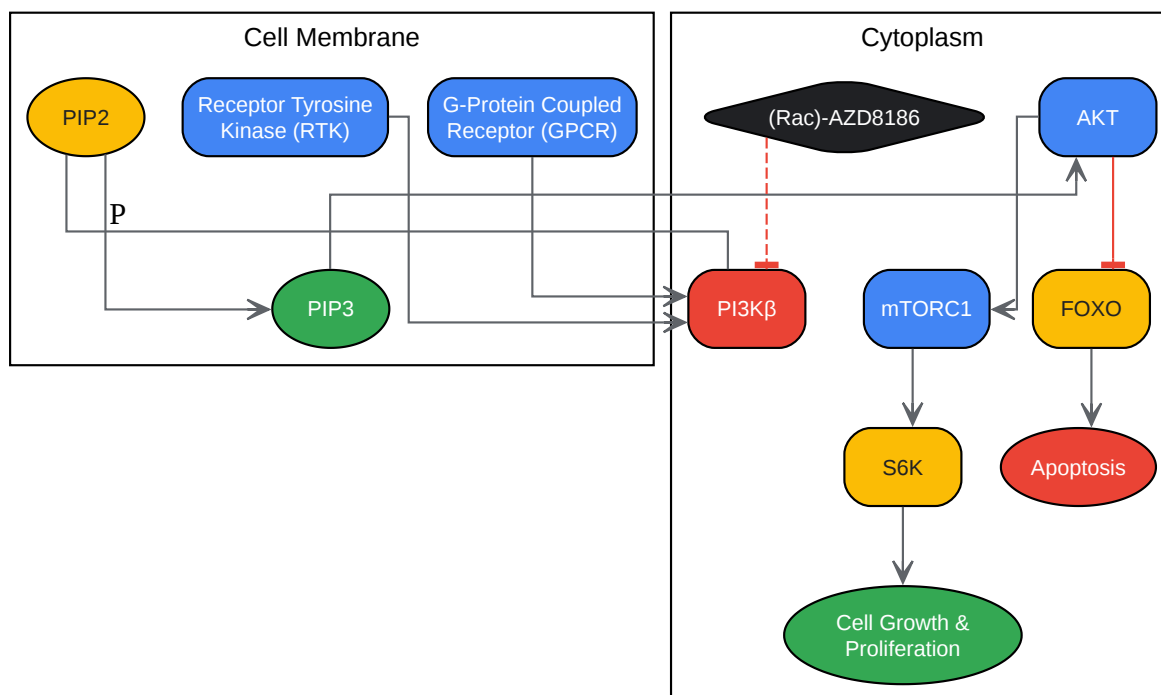 Cell Membrane
Cytoplasm
PIP2
Receptor Tyrosine
Kinase (RTK)
G-Protein Coupled
Receptor (GPCR)
(Rac)-AZD8186
AKT
P
PIP3
PI3Kβ
mTORC1
FOXO
S6K
Apoptosis
Cell Growth &
Proliferation